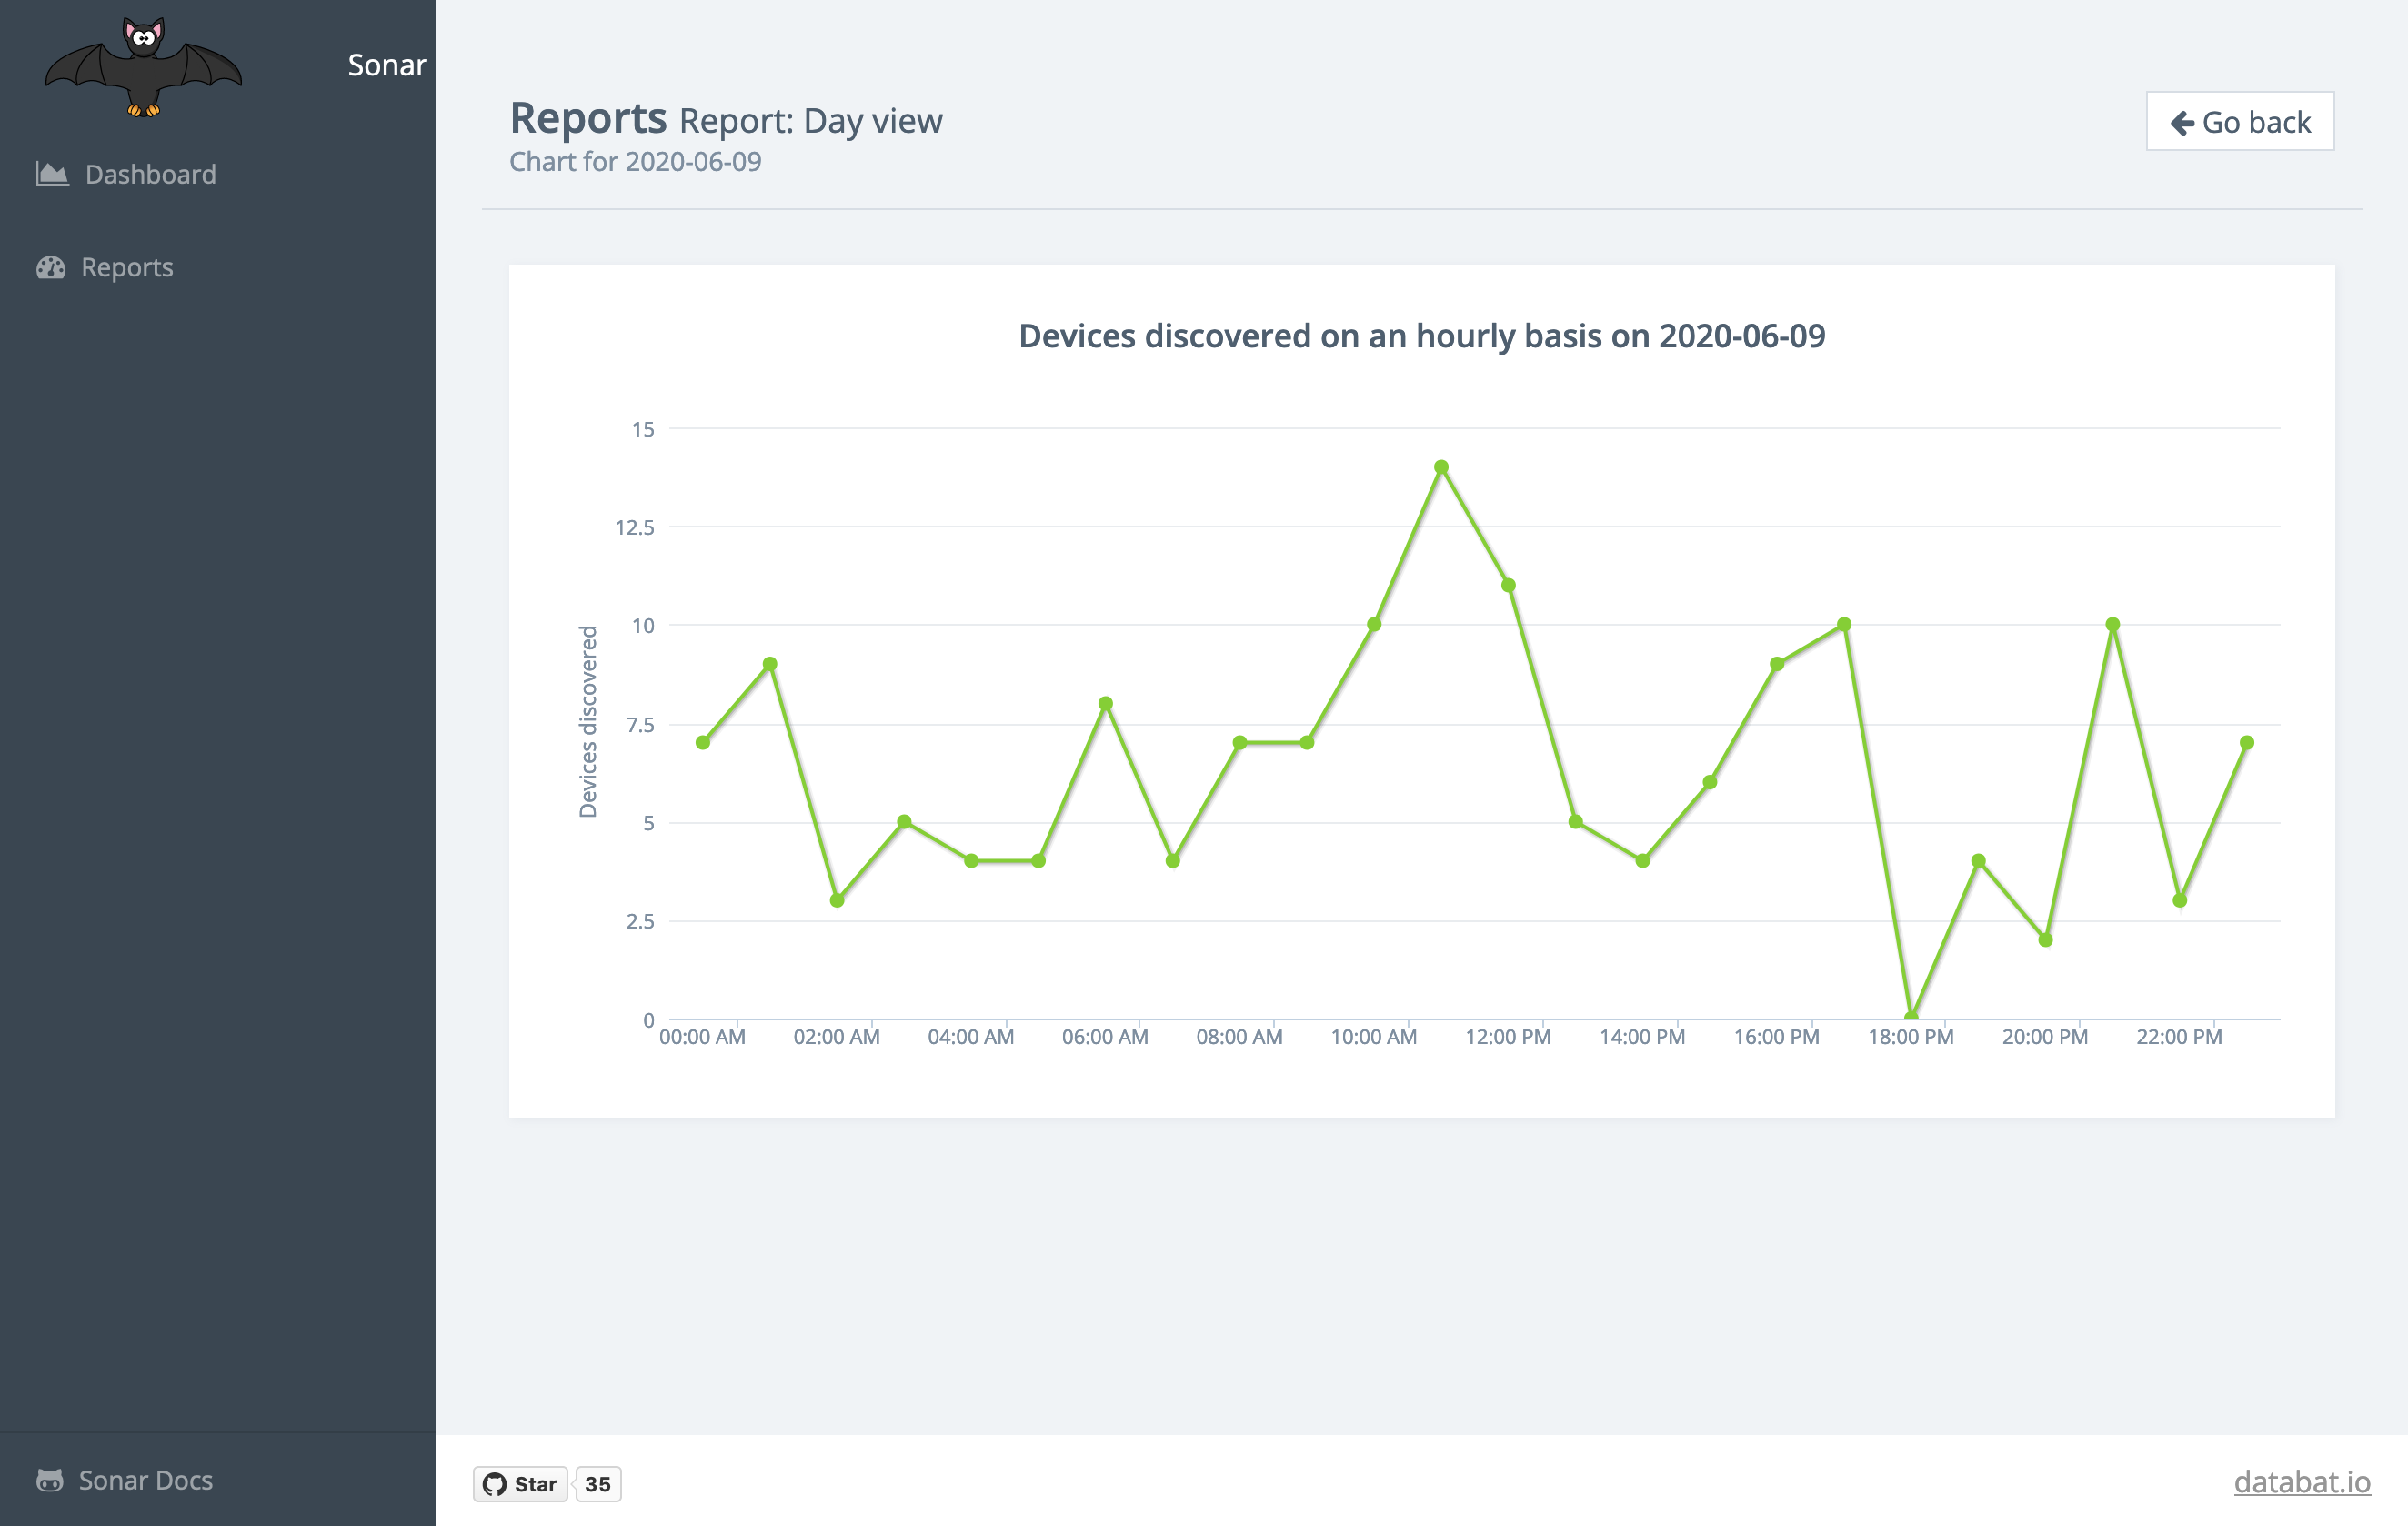 Sonar
Dashboard
Reports
Sonar Docs
Reports Report: Day view
Chart for 2020-06-09
Go back
Devices discovered on an hourly basis on 2020-06-09
Devices discovered
15
12.5
10
7.5
5
2.5
0
00:00 AM 02:00 AM 04:00 AM 06:00 AM 08:00 AM 10:00 AM 12:00 PM 14:00 PM 16:00 PM 18:00 PM 20:00 PM 22:00 PM
Star 35
databat.io